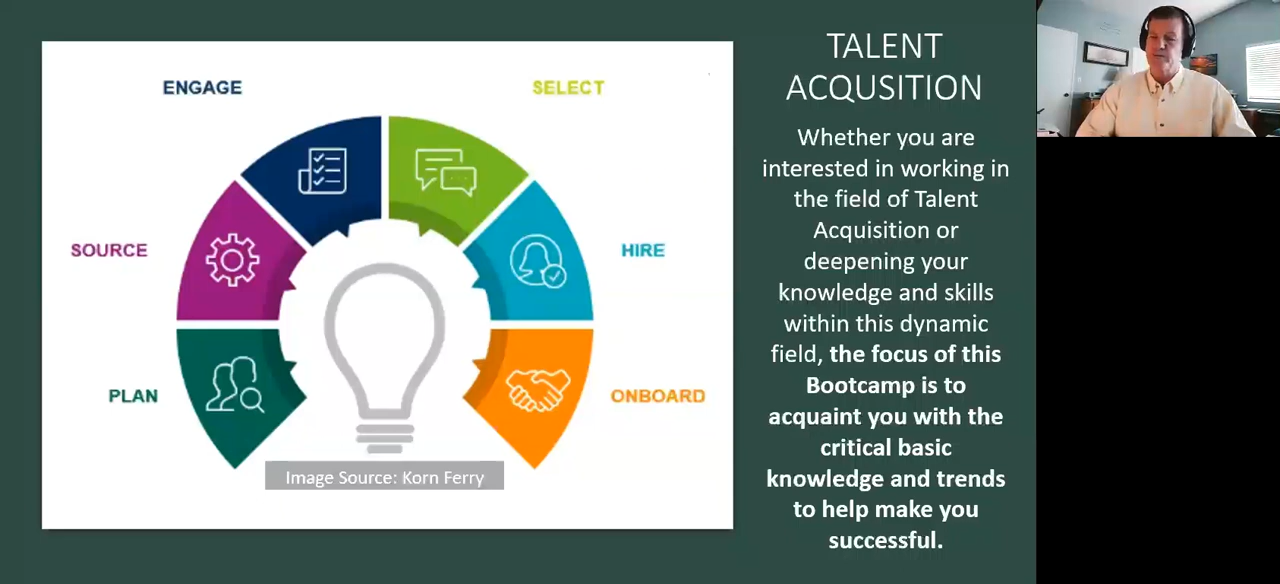 ENGAGE
SELECT
SOURCE
HIRE
PLAN
ONBOARD
Image Source: Korn Ferry
TALENT
ACQUSITION
Whether you are
interested in working in
the field of Talent
Acquisition or
deepening your
knowledge and skills
within this dynamic
field, the focus of this
Bootcamp is to
acquaint you with the
critical basic
knowledge and trends
to help make you
successful.